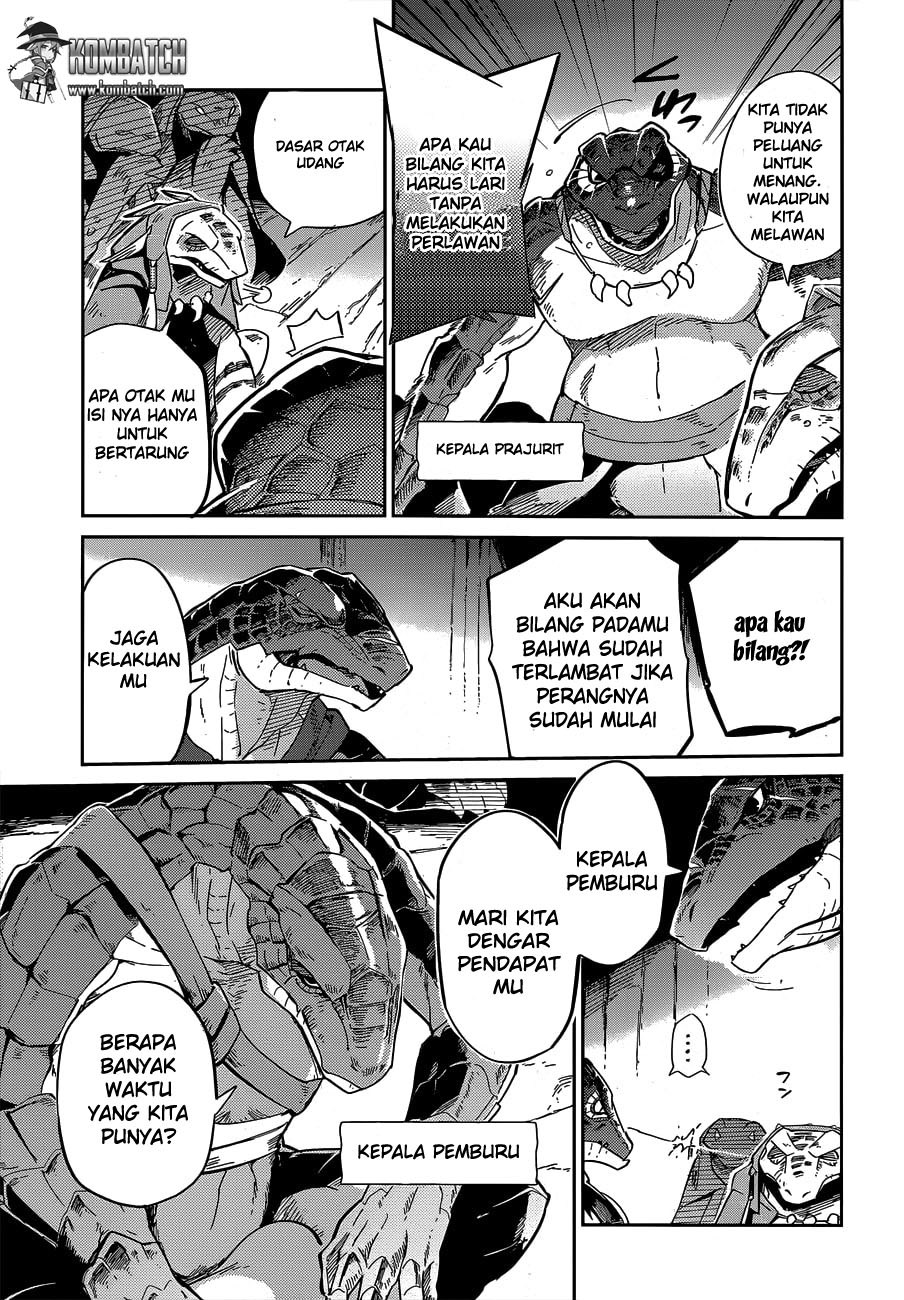 KOMBATCH
www.kombatch.com
KITA TIDAK
PUNYA
PELUANG
UNTUK
MENANG.
WALAUPUN
KITA
MELAWAN
APA KAU
BILANG KITA
HARUS LARI
TANPA
MELAKUKAN
PERLAWAN
KEPALA PRAJURIT
DASAR OTAK
UDANG
APA OTAK MU
ISI NYA HANYA
UNTUK
BERTARUNG
apa kau
bilang?!
AKU AKAN
BILANG PADAMU
BAHWA SUDAH
TERLAMBAT JIKA
PERANGNYA
SUDAH MULAI
JAGA
KELAKUAN
MU
KEPALA
PEMBURU
MARI KITA
DENGAR
PENDAPAT
MU
....
BERAPA
BANYAK
WAKTU
YANG KITA
PUNYA?
KEPALA PEMBURU